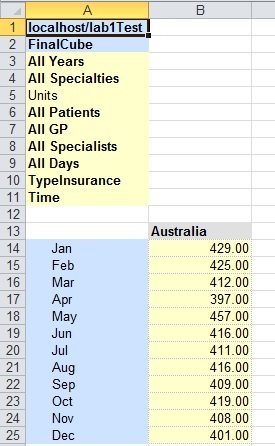 A B
1 localhost/lab1Test
2 FinalCube
3 All Years
4 All Specialties
5 Units
6 All Patients
7 All GP
8 All Specialists
9 All Days
10 TypeInsurance
11 Time
12
13 Australia
14 Jan 429.00
15 Feb 425.00
16 Mar 412.00
17 Apr 397.00
18 May 457.00
19 Jun 416.00
20 Jul 411.00
21 Aug 416.00
22 Sep 409.00
23 Oct 419.00
24 Nov 408.00
25 Dec 401.00